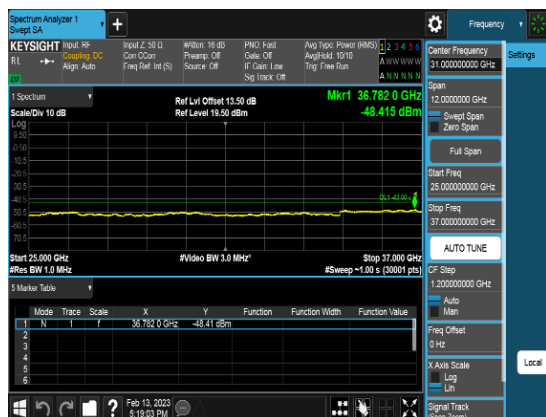 Spectrum Analyzer 1
Swept SA
+
Frequency
KEYSIGHT
RL
Input: RF
Coupling: DC
Align: Auto
Input Z: 50 Ω
Corr CCorr
Freq Ref: Int (S)
#Atten: 16 dB
Preamp: Off
Source: Off
PNO: Fast
Gate: Off
IF Gain: Low
Sig Track: Off
Avg Type: Power (RMS)
Avg|Hold: 10/10
Trig: Free Run
1 2 3 4 5 6
A W W W W W
A N N N N N
LXI
1 Spectrum
Scale/Div 10 dB
Ref Lvl Offset 13.50 dB
Ref Level 19.50 dBm
Mkr1 36.782 0 GHz
-48.415 dBm
Log
9.50
-0.50
-10.5
-20.5
-30.5
-40.5
-50.5
-60.5
-70.5
DL1 -43.00
Start 25.000 GHz
#Res BW 1.0 MHz
#Video BW 3.0 MHz*
Stop 37.000 GHz
#Sweep ~1.00 s (30001 pts)
5 Marker Table
Mode Trace Scale X Y Function Function Width Function Value
1 N 1 f 36.782 0 GHz -48.41 dBm
2
3
4
5
6
Center Frequency
31.000000000 GHz
Settings
Span
12.0000000 GHz
Swept Span
Zero Span
Full Span
Start Freq
25.000000000 GHz
Stop Freq
37.000000000 GHz
AUTO TUNE
CF Step
1.200000000 GHz
Auto
Man
Freq Offset
0 Hz
X Axis Scale
Log
Lin
Local
Signal Track
(Span Zoom)
?
Feb 13, 2023
5:19:03 PM